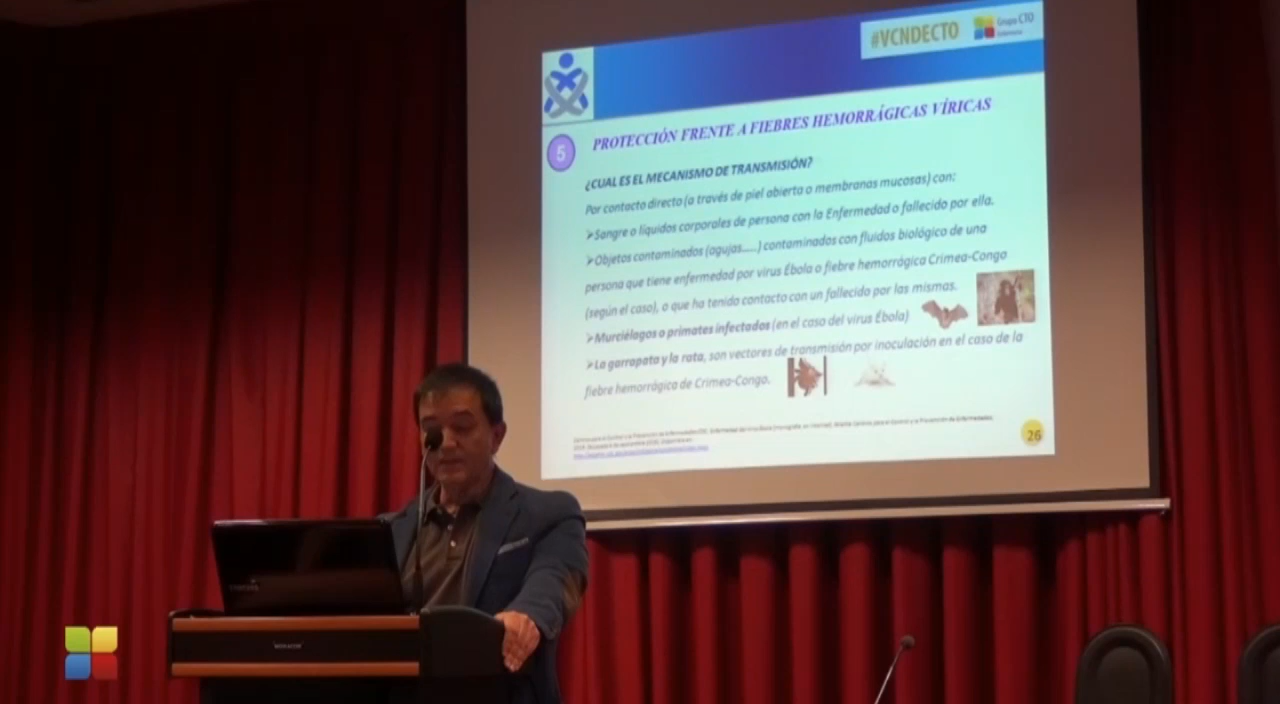 #VCNDECTO
Grupo CTO
5
PROTECCIÓN FRENTE A FIEBRES HEMORRÁGICAS VÍRICAS
¿CUAL ES EL MECANISMO DE TRANSMISIÓN?
Por contacto directo (a través de piel abierta o membranas mucosas) con:
➢Sangre o líquidos corporales de persona con la Enfermedad o fallecido por ella.
➢Objetos contaminados (agujas.....) contaminados con fluidos biológico de una
persona que tiene enfermedad por virus Ébola o fiebre hemorrágica Crimea-Congo
(según el caso), o que ha tenido contacto con un fallecido por las mismas.
➢Murciélagos o primates infectados (en el caso del virus Ébola)
➢La garrapata y la rata, son vectores de transmisión por inoculación en el caso de la
fiebre hemorrágica de Crimea-Congo.
26